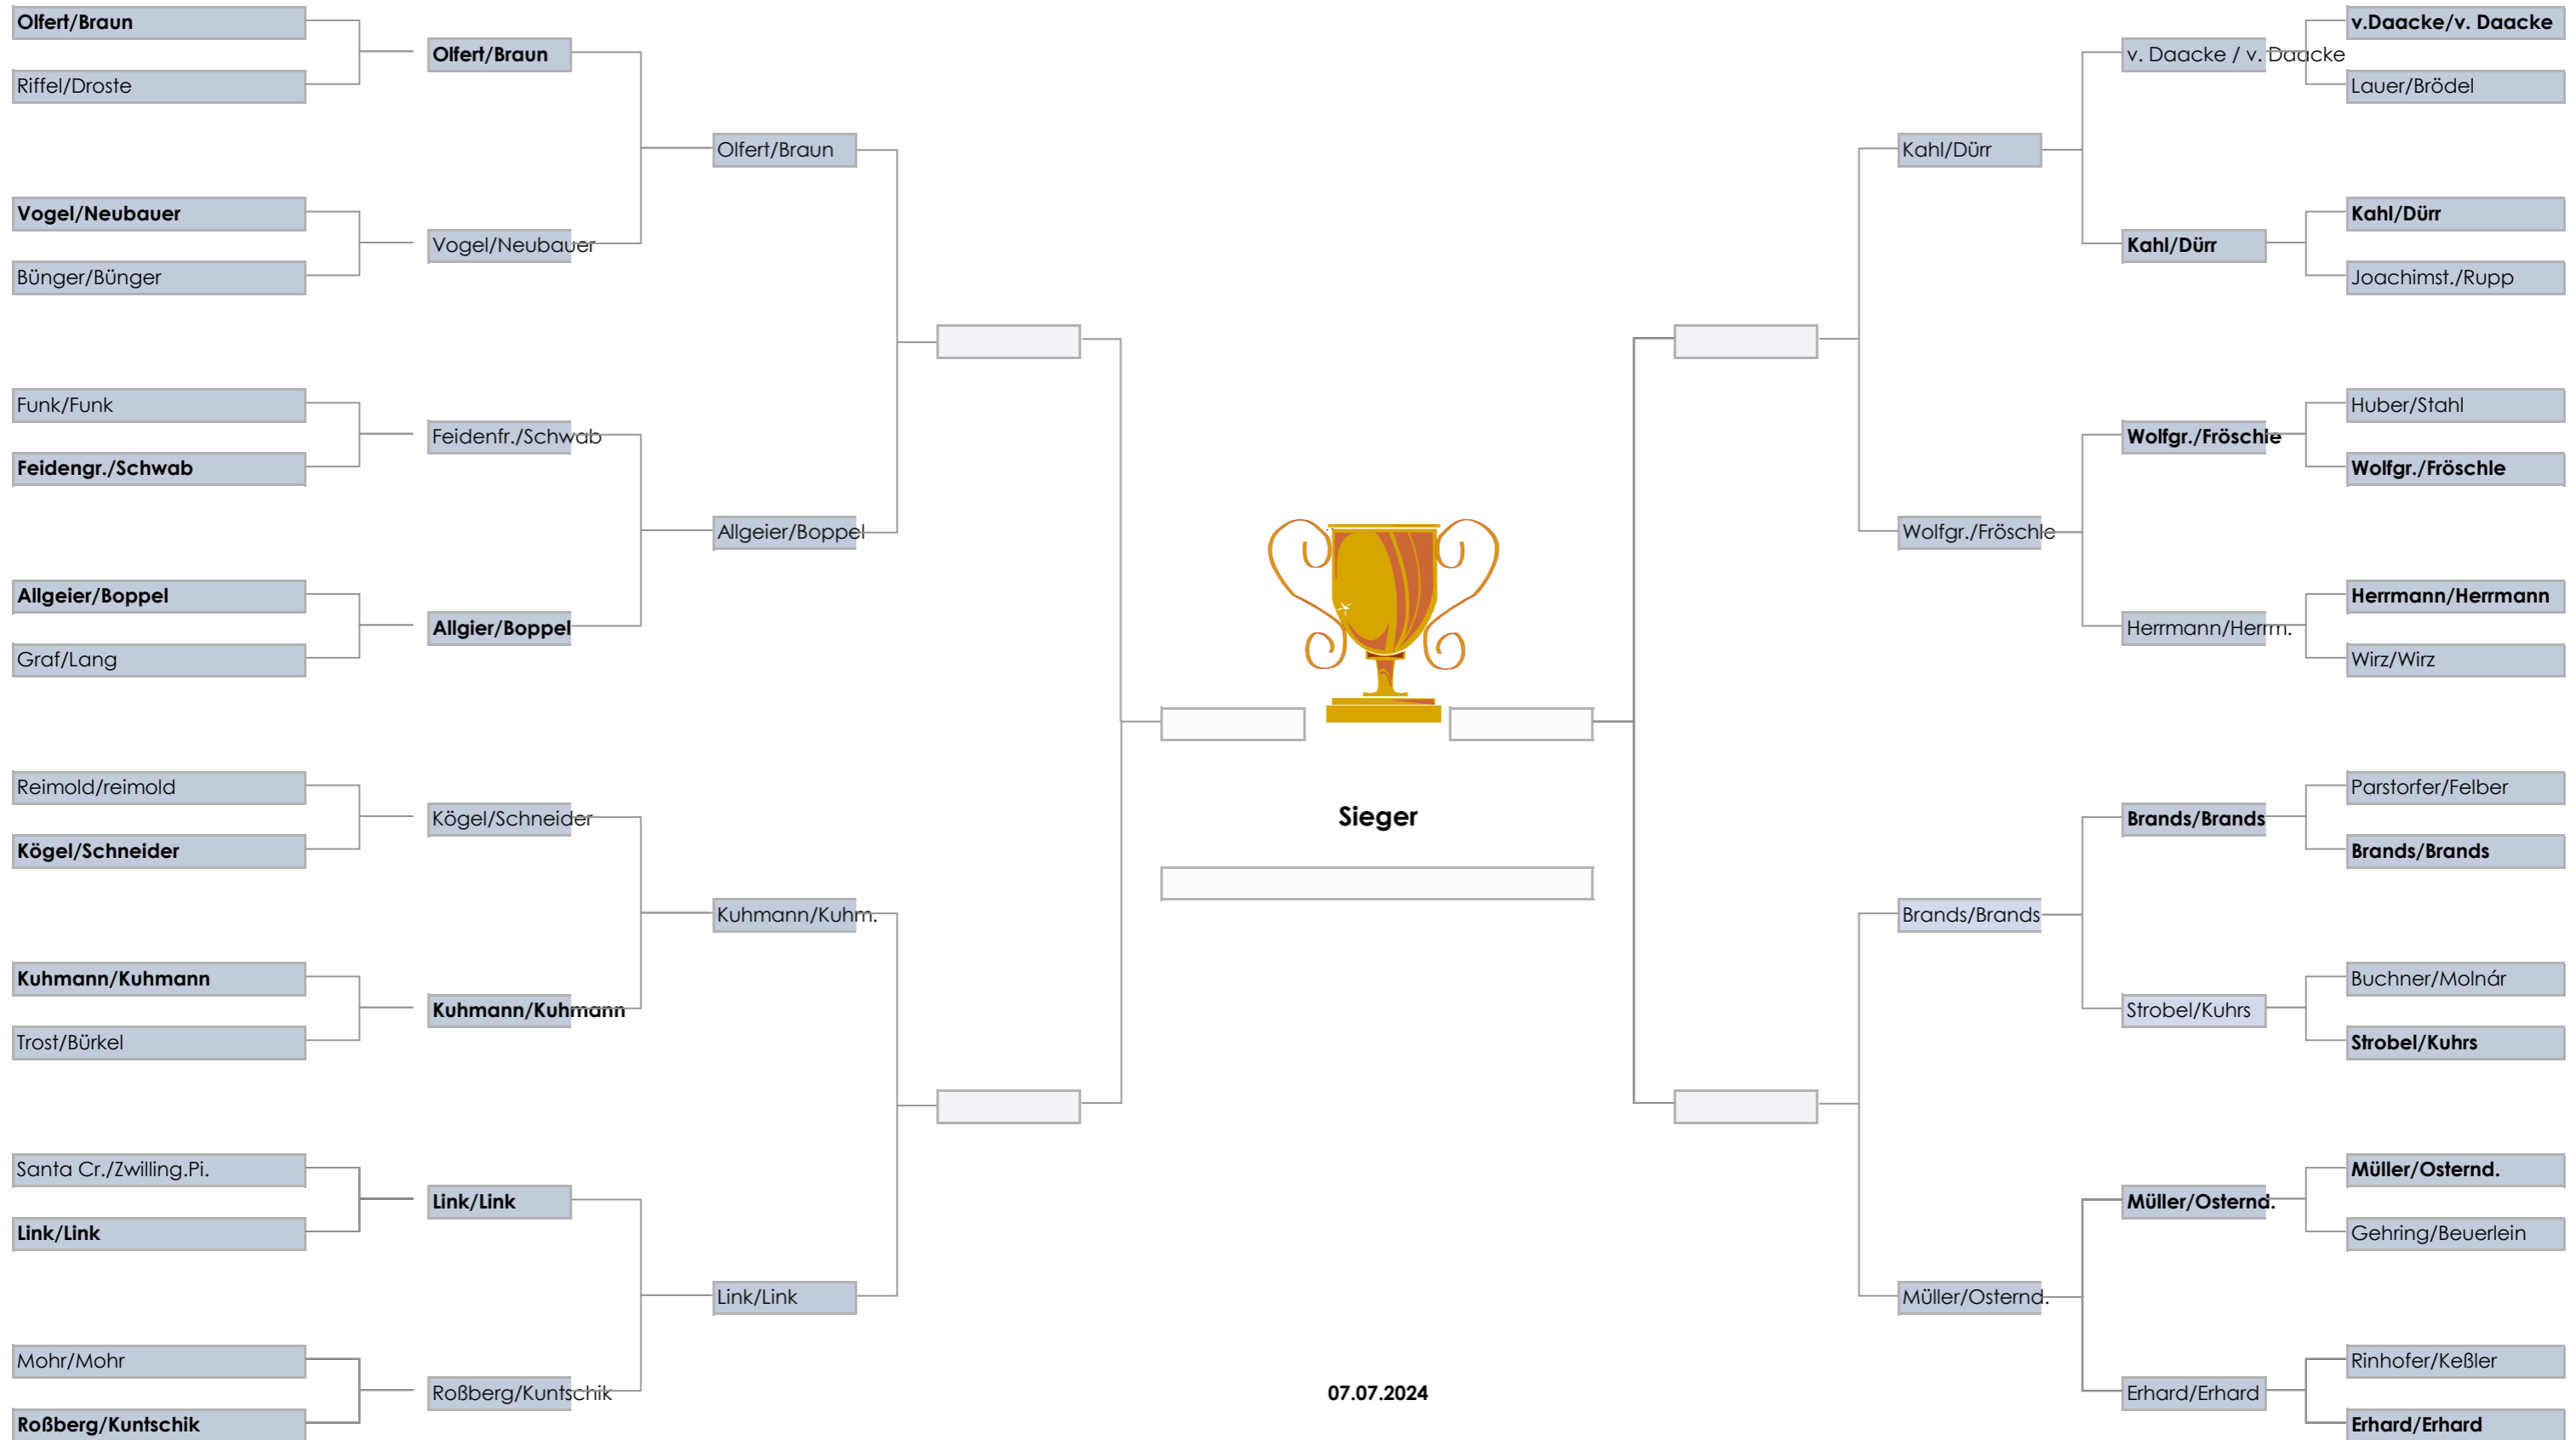 Olfert/Braun
Riffel/Droste
Vogel/Neubauer
Bünger/Bünger
Funk/Funk
Feidengr./Schwab
Allgeier/Boppel
Graf/Lang
Reimold/reimold
Kögel/Schneider
Kuhmann/Kuhmann
Trost/Bürkel
Santa Cr./Zwilling.Pi.
Link/Link
Mohr/Mohr
Roßberg/Kuntschik
Olfert/Braun
Vogel/Neubauer
Feidenfr./Schwab
Allgier/Boppel
Kögel/Schneider
Kuhmann/Kuhmann
Link/Link
Roßberg/Kuntschik
Olfert/Braun
Allgeier/Boppel
Kuhmann/Kuhm.
Link/Link
Sieger
07.07.2024
Kahl/Dürr
Wolfgr./Fröschle
Brands/Brands
Müller/Osternd.
v. Daacke / v. Daacke
Kahl/Dürr
Wolfgr./Fröschle
Herrmann/Herrm.
Brands/Brands
Strobel/Kuhrs
Müller/Osternd.
Erhard/Erhard
v.Daacke/v. Daacke
Lauer/Brödel
Kahl/Dürr
Joachimst./Rupp
Huber/Stahl
Wolfgr./Fröschle
Herrmann/Herrmann
Wirz/Wirz
Parstorfer/Felber
Brands/Brands
Buchner/Molnár
Strobel/Kuhrs
Müller/Osternd.
Gehring/Beuerlein
Rinhofer/Keßler
Erhard/Erhard